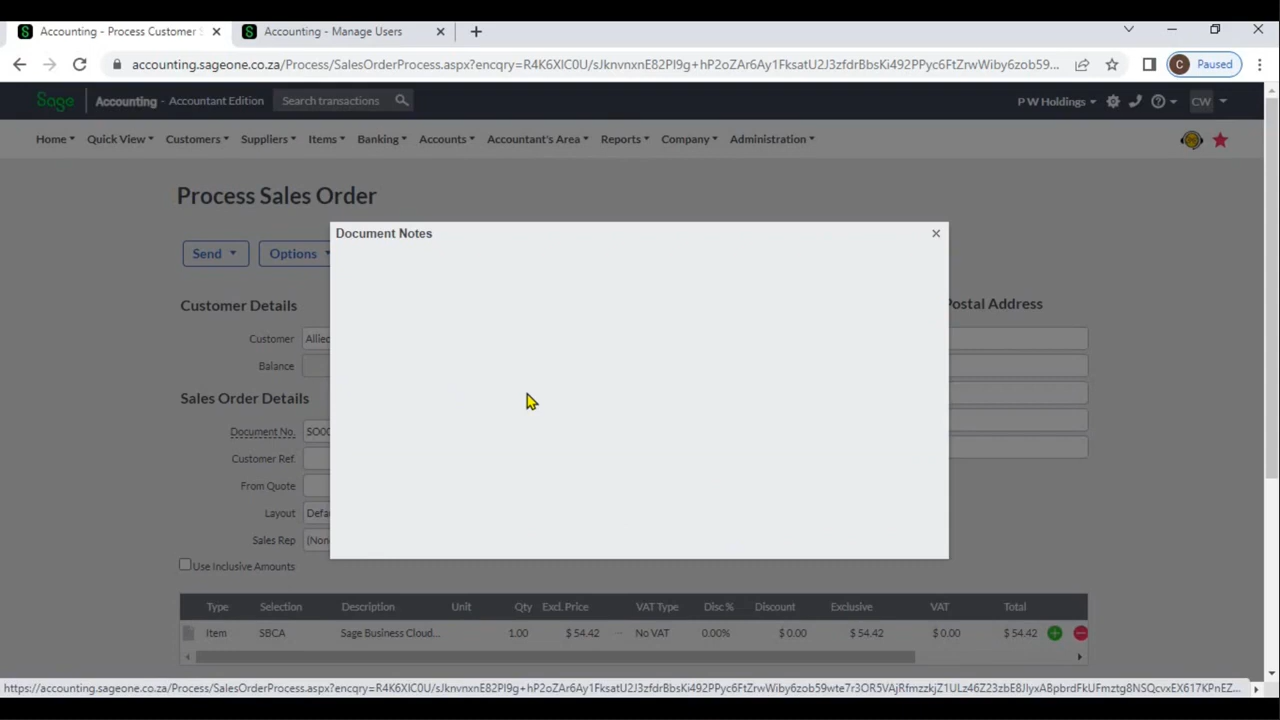 Accounting - Process Customer
Accounting - Manage Users
accounting.sageone.co.za/Process/SalesOrderProcess.aspx?encqry=R4K6XlC0U/sJknvnxnE82PI9g+hP2oZAr6Ay1FksatU2J3zfdrBbsKi492PPyc6FtZrwWiby6zob59...
C Paused
Sage Accounting - Accountant Edition Search transactions P W Holdings CW
Home Quick View Customers Suppliers Items Banking Accounts Accountant's Area Reports Company Administration
Process Sales Order
Document Notes
Send Options
Customer Details Postal Address
Customer Allied
Balance
Sales Order Details
Document No. SO00
Customer Ref.
From Quote
Layout Defa
Sales Rep (Non
Use Inclusive Amounts
Type Selection Description Unit Qty Excl. Price VAT Type Disc % Discount Exclusive VAT Total
Item SBCA Sage Business Cloud... 1.00 $ 54.42 ... No VAT 0.00% $ 0.00 $ 54.42 $ 0.00 $ 54.42